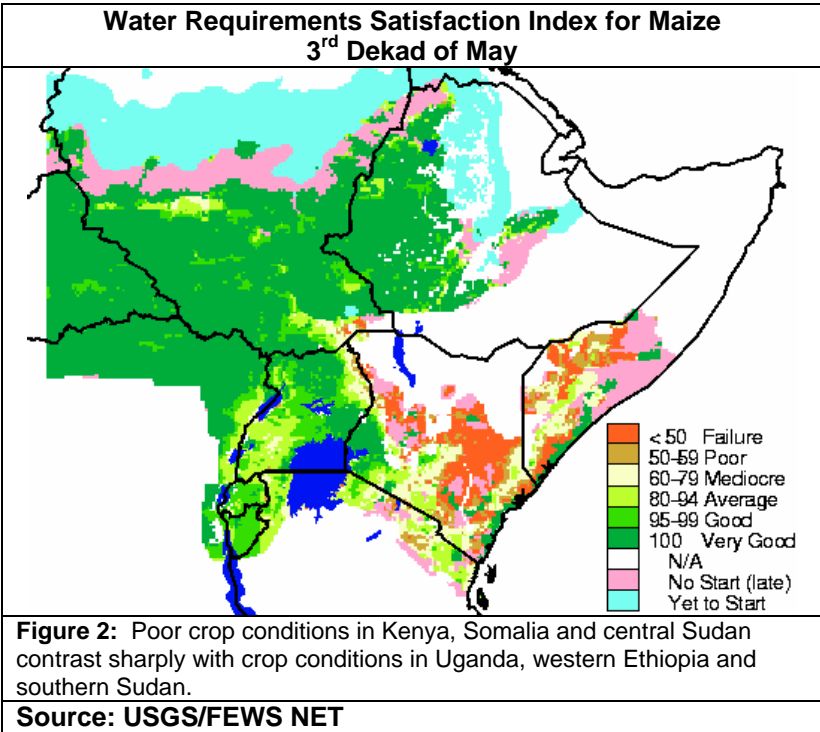 Water Requirements Satisfaction Index for Maize
3rd Dekad of May
< 50 Failure
50-59 Poor
60-79 Mediocre
80-94 Average
95-99 Good
100 Very Good
N/A
No Start (late)
Yet to Start
Figure 2: Poor crop conditions in Kenya, Somalia and central Sudan
contrast sharply with crop conditions in Uganda, western Ethiopia and
southern Sudan.
Source: USGS/FEWS NET